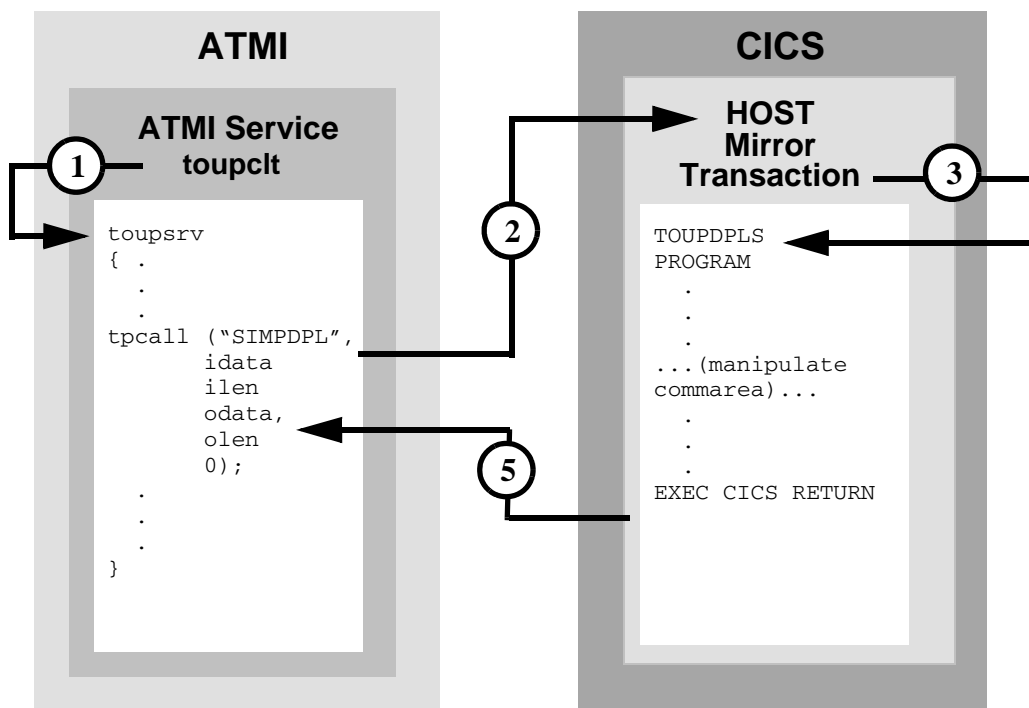 ATMI
ATMI Service
toupclt
1
toupsrv
{ .
.
.
tpcall (“SIMPDPL”,
idata
ilen
odata,
olen
0);
.
.
.
}
2
5
CICS
HOST
Mirror
Transaction
3
TOUPDPLS
PROGRAM
.
.
.
...(manipulate
commarea)...
.
.
.
EXEC CICS RETURN